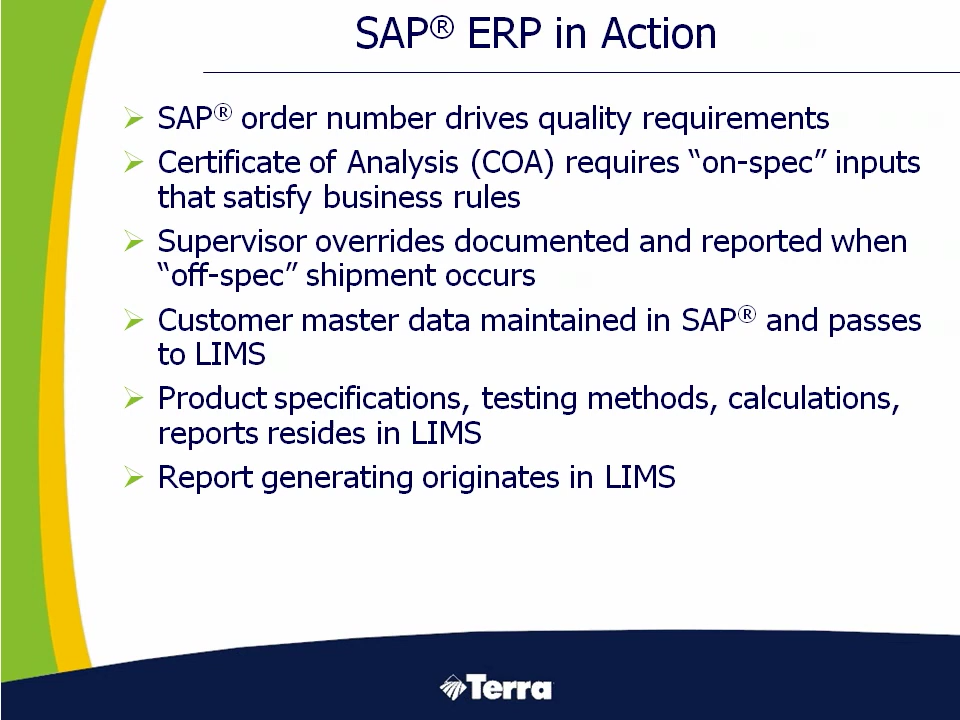 SAP® ERP in Action
SAP® order number drives quality requirements
Certificate of Analysis (COA) requires “on-spec” inputs
that satisfy business rules
Supervisor overrides documented and reported when
“off-spec” shipment occurs
Customer master data maintained in SAP® and passes
to LIMS
Product specifications, testing methods, calculations,
reports resides in LIMS
Report generating originates in LIMS
Terra